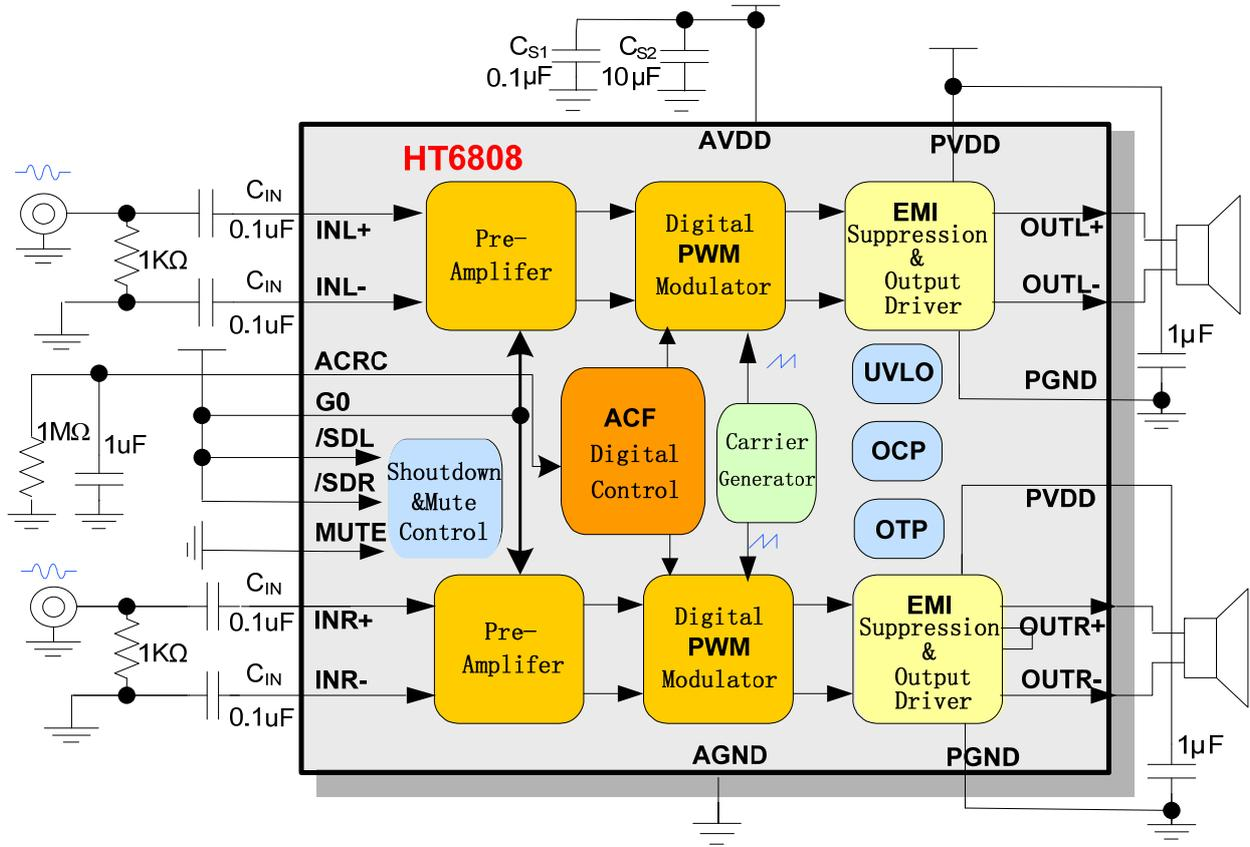 CS1
0.1µF
CS2
10µF
AVDD
PVDD
HT6808
CIN
0.1uF
INL+
1KΩ
CIN
0.1uF
INL-
Pre-
Amplifer
Digital
PWM
Modulator
EMI
Suppression
&
Output
Driver
OUTL+
OUTL-
1µF
ACRC
G0
/SDL
/SDR
MUTE
1MΩ
1uF
Shoutdown
&Mute
Control
ACF
Digital
Control
Carrier
Generator
UVLO
OCP
OTP
PGND
PVDD
CIN
0.1uF
INR+
1KΩ
CIN
0.1uF
INR-
Pre-
Amplifer
Digital
PWM
Modulator
EMI
Suppression
&
Output
Driver
OUTR+
OUTR-
1µF
AGND
PGND